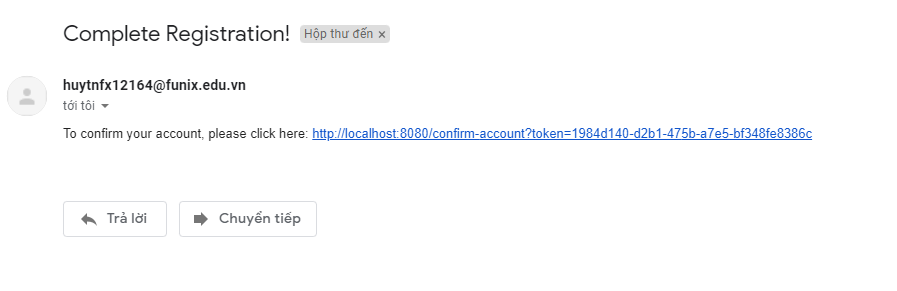 Complete Registration! Hộp thư đến ×
huytnfx12164@funix.edu.vn
tới tôi
To confirm your account, please click here: http://localhost:8080/confirm-account?token=1984d140-d2b1-475b-a7e5-bf348fe8386c
Trả lời Chuyển tiếp